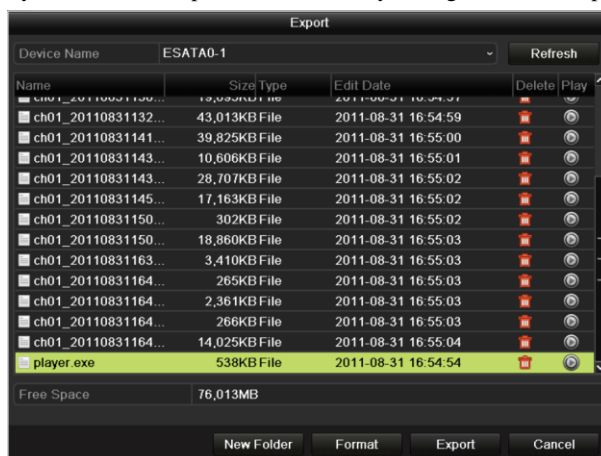 Export
Device Name ESATA0-1 Refresh
Name Size Type Edit Date Delete Play
ch01_20110831132... 43,013KB File 2011-08-31 16:54:59
ch01_20110831141... 39,825KB File 2011-08-31 16:55:00
ch01_20110831143... 10,606KB File 2011-08-31 16:55:01
ch01_20110831143... 28,707KB File 2011-08-31 16:55:02
ch01_20110831145... 17,163KB File 2011-08-31 16:55:02
ch01_20110831150... 302KB File 2011-08-31 16:55:02
ch01_20110831150... 18,860KB File 2011-08-31 16:55:03
ch01_20110831163... 3,410KB File 2011-08-31 16:55:03
ch01_20110831164... 265KB File 2011-08-31 16:55:03
ch01_20110831164... 2,361KB File 2011-08-31 16:55:03
ch01_20110831164... 266KB File 2011-08-31 16:55:03
ch01_20110831164... 14,025KB File 2011-08-31 16:55:04
player.exe 538KB File 2011-08-31 16:54:54
Free Space 76,013MB
New Folder Format Export Cancel